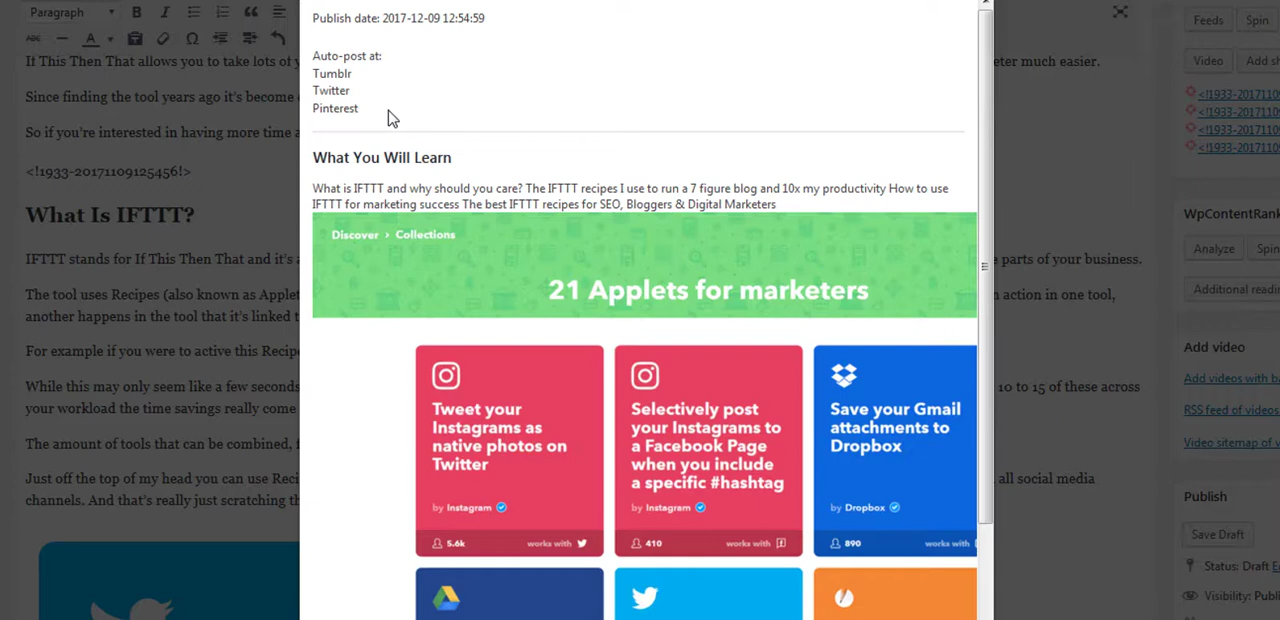 Paragraph
B
I
ABC
A
Ω
If This Then That allows you to take lots of
eter much easier.
Since finding the tool years ago it's become
So if you're interested in having more time a
<!1933-20171109125456!>
What Is IFTTT?
IFTTT stands for If This Then That and it's a
parts of your business.
The tool uses Recipes (also known as Applet
n action in one tool,
another happens in the tool that it's linked t
For example if you were to active this Recipe
While this may only seem like a few seconds
10 to 15 of these across
your workload the time savings really come
The amount of tools that can be combined, f
Just off the top of my head you can use Reci
all social media
channels. And that's really just scratching th
Publish date: 2017-12-09 12:54:59
Auto-post at:
Tumblr
Twitter
Pinterest
What You Will Learn
What is IFTTT and why should you care? The IFTTT recipes I use to run a 7 figure blog and 10x my productivity How to use
IFTTT for marketing success The best IFTTT recipes for SEO, Bloggers & Digital Marketers
Discover › Collections
21 Applets for marketers
Tweet your
Instagrams as
native photos on
Twitter
by Instagram
5.6k
works with
Selectively post
your Instagrams to
a Facebook Page
when you include
a specific #hashtag
by Instagram
410
works with
Save your Gmail
attachments to
Dropbox
by Dropbox
890
works with
Feeds
Spin
Video
Add sh
<!1933-2017110
<!1933-2017110
<!1933-2017110
<!1933-2017110
WpContentRank
Analyze
Spin
Additional readi
Add video
Add videos with ba
RSS feed of videos
Video sitemap of v
Publish
Save Draft
Status: Draft E
Visibility: Publi